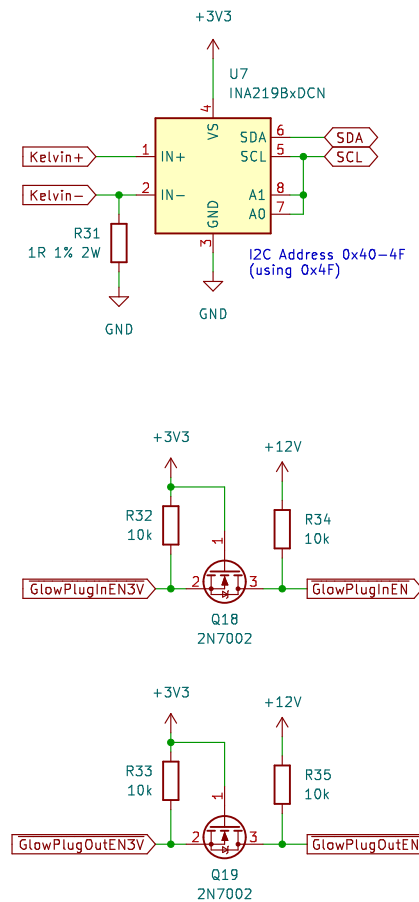 +3V3
U7
INA219BxDCN
4
VS
SDA 6 SDA
Kelvin+ 1 IN+ SCL 5 SCL
Kelvin- 2 IN- A1 8
A0 7
GND
3
R31
1R 1% 2W
I2C Address 0x40-4F
(using 0x4F)
GND
GND
+3V3
+12V
R32
10k
R34
10k
1
GlowPlugInEN3V 2 3 GlowPlugInEN
Q18
2N7002
+3V3
+12V
R33
10k
R35
10k
1
GlowPlugOutEN3V 2 3 GlowPlugOutEN
Q19
2N7002